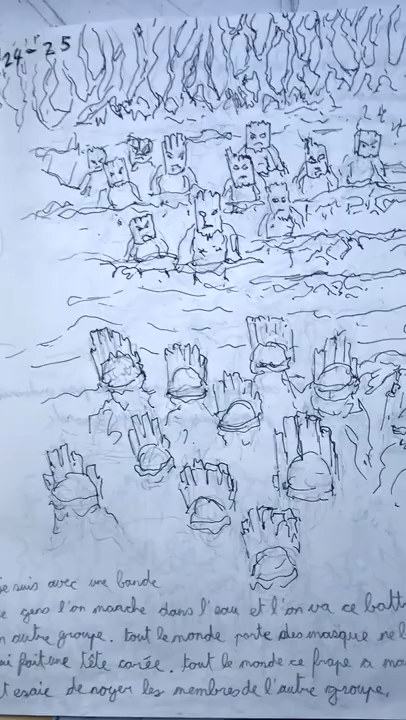 24-25
je suis avec une bande
gens l'on marche dans l'eau et l'on va ce batt
autre groupe. tout le monde porte des masque
fait une tête carée. tout le monde ce frape a
essaie de noyer les membres de l'autre groupe.